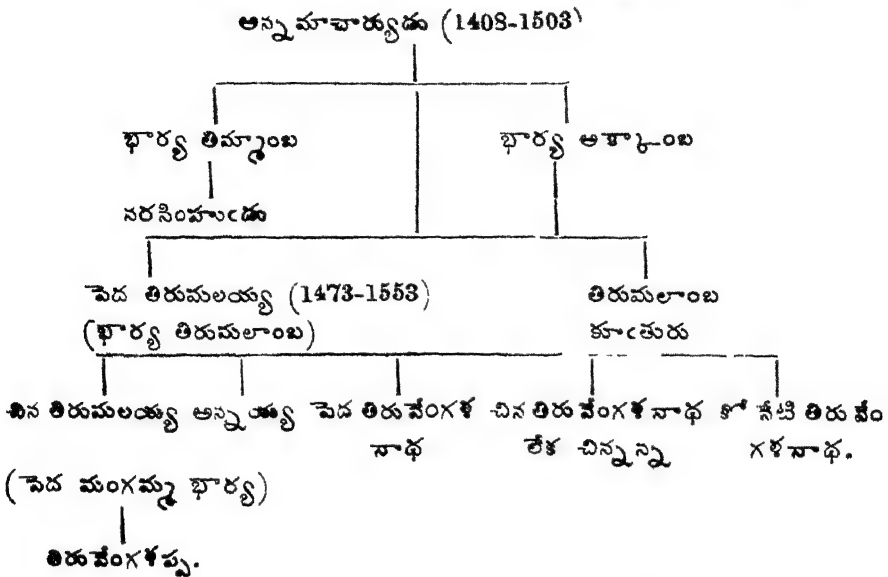 అన్నమాచార్యుడు (1408-1503)
భార్య తిమ్మాంబ భార్య అక్కాంబ
నరసింహుఁడు
పెద తిరుమలయ్య (1473-1553) తిరుమలాంబ
(భార్య తిరుమలాంబ) కూఁతురు
చిన తిరుమలయ్య అన్నయ్య పెద తిరువేంగళ చిన తిరువేంగళనాథ కోనేటి తిరువేం
నాథ లేక చిన్నన్న గళనాథ.
(పెద మంగమ్మ భార్య)
తిరువేంగళప్ప.